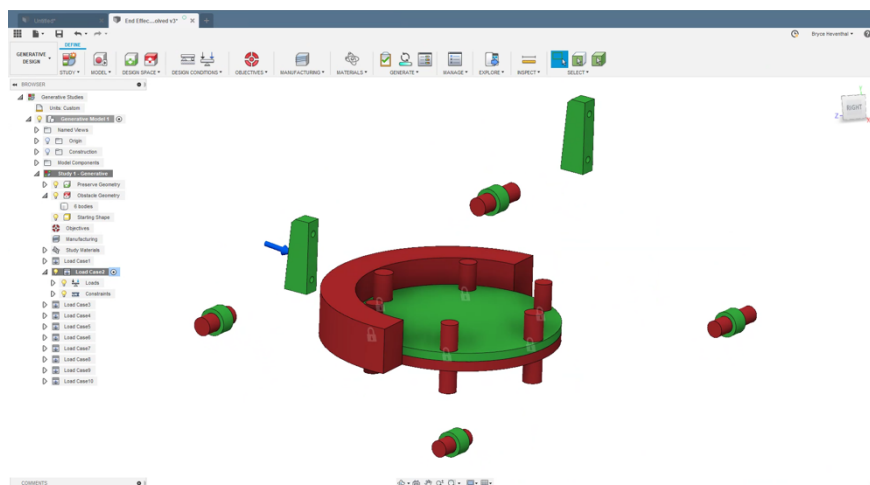 Untitled*
End Effec...olved v3*
Bryce Heventhal
DEFINE
GENERATIVE DESIGN
STUDY
MODEL
DESIGN SPACE
DESIGN CONDITIONS
OBJECTIVES
MANUFACTURING
MATERIALS
GENERATE
MANAGE
EXPLORE
INSPECT
SELECT
BROWSER
Generative Studies
Units: Custom
Generative Model 1
Named Views
Origin
Construction
Model Components
Study 1 - Generative
Preserve Geometry
Obstacle Geometry
6 bodies
Starting Shape
Objectives
Manufacturing
Study Materials
Load Case1
Load Case2
Loads
Constraints
Load Case3
Load Case4
Load Case5
Load Case6
Load Case7
Load Case8
Load Case9
Load Case10
Y
Z
RIGHT
COMMENTS